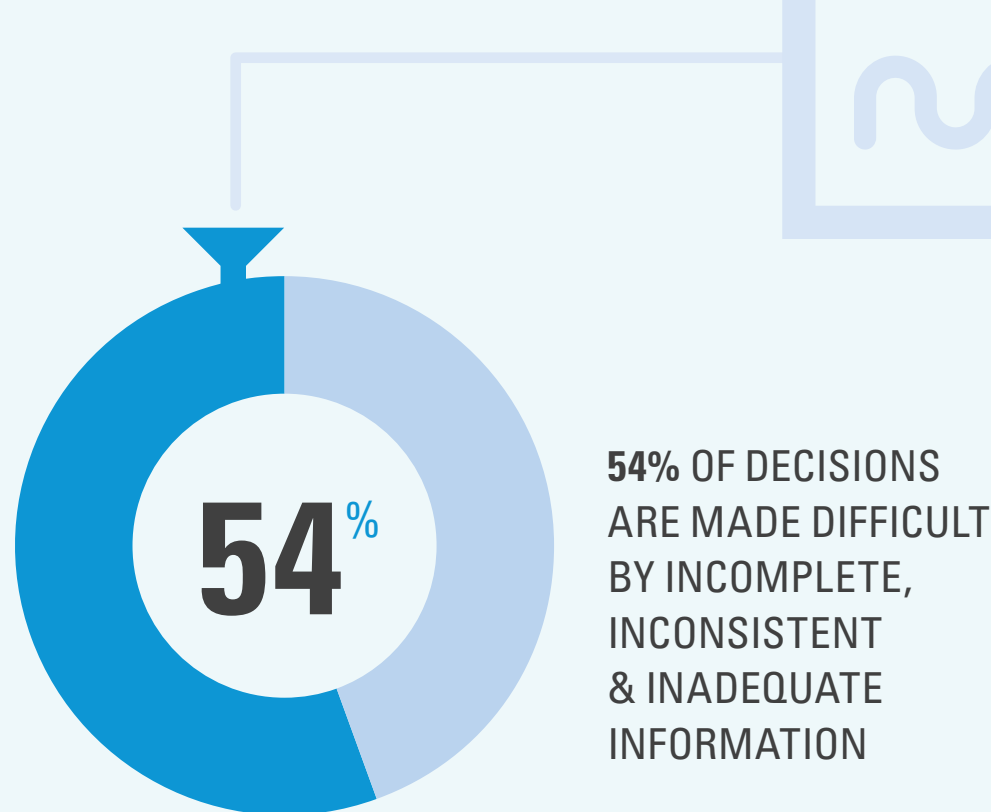 54%
54% OF DECISIONS
ARE MADE DIFFICULT
BY INCOMPLETE,
INCONSISTENT
& INADEQUATE
INFORMATION